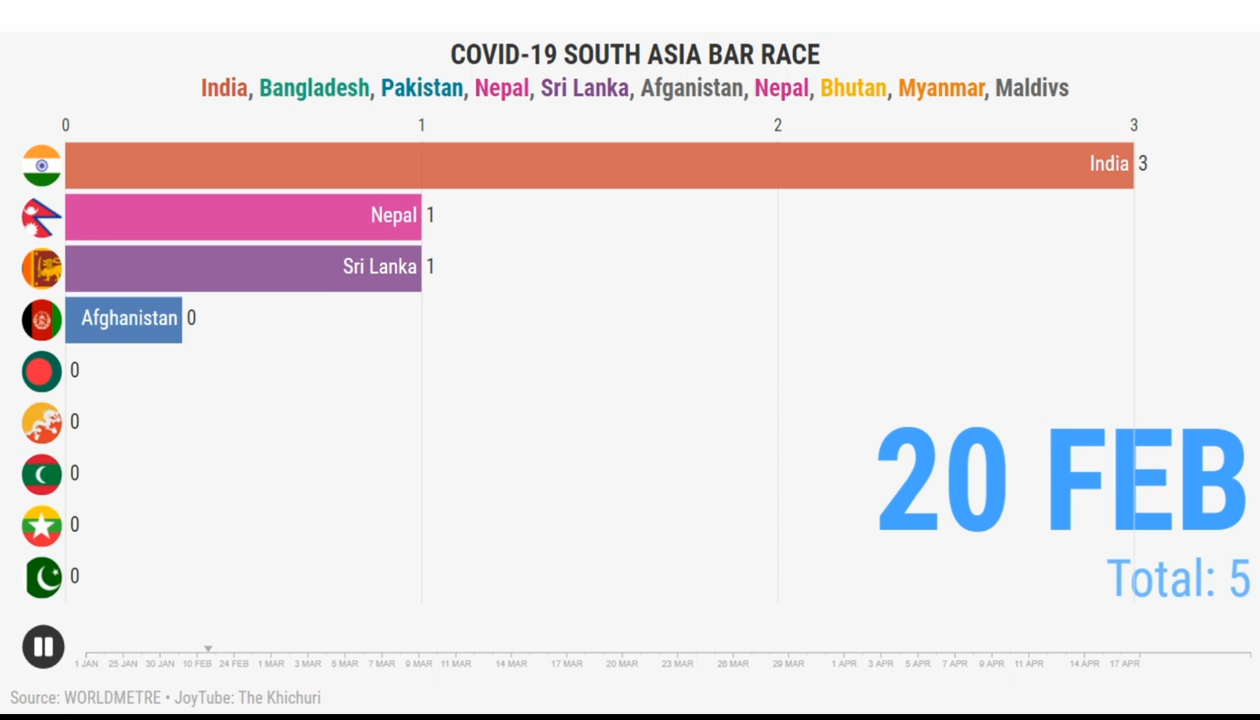 COVID-19 SOUTH ASIA BAR RACE
India, Bangladesh, Pakistan, Nepal, Sri Lanka, Afganistan, Nepal, Bhutan, Myanmar, Maldivs
0 1 2 3
India 3
Nepal 1
Sri Lanka 1
Afghanistan 0
0
0
0
0
0
20 FEB
Total: 5
1 JAN 25 JAN 30 JAN 10 FEB 24 FEB 1 MAR 3 MAR 5 MAR 7 MAR 9 MAR 11 MAR 14 MAR 17 MAR 20 MAR 23 MAR 26 MAR 29 MAR 1 APR 3 APR 5 APR 7 APR 9 APR 11 APR 14 APR 17 APR
Source: WORLDMETRE • JoyTube: The Khichuri